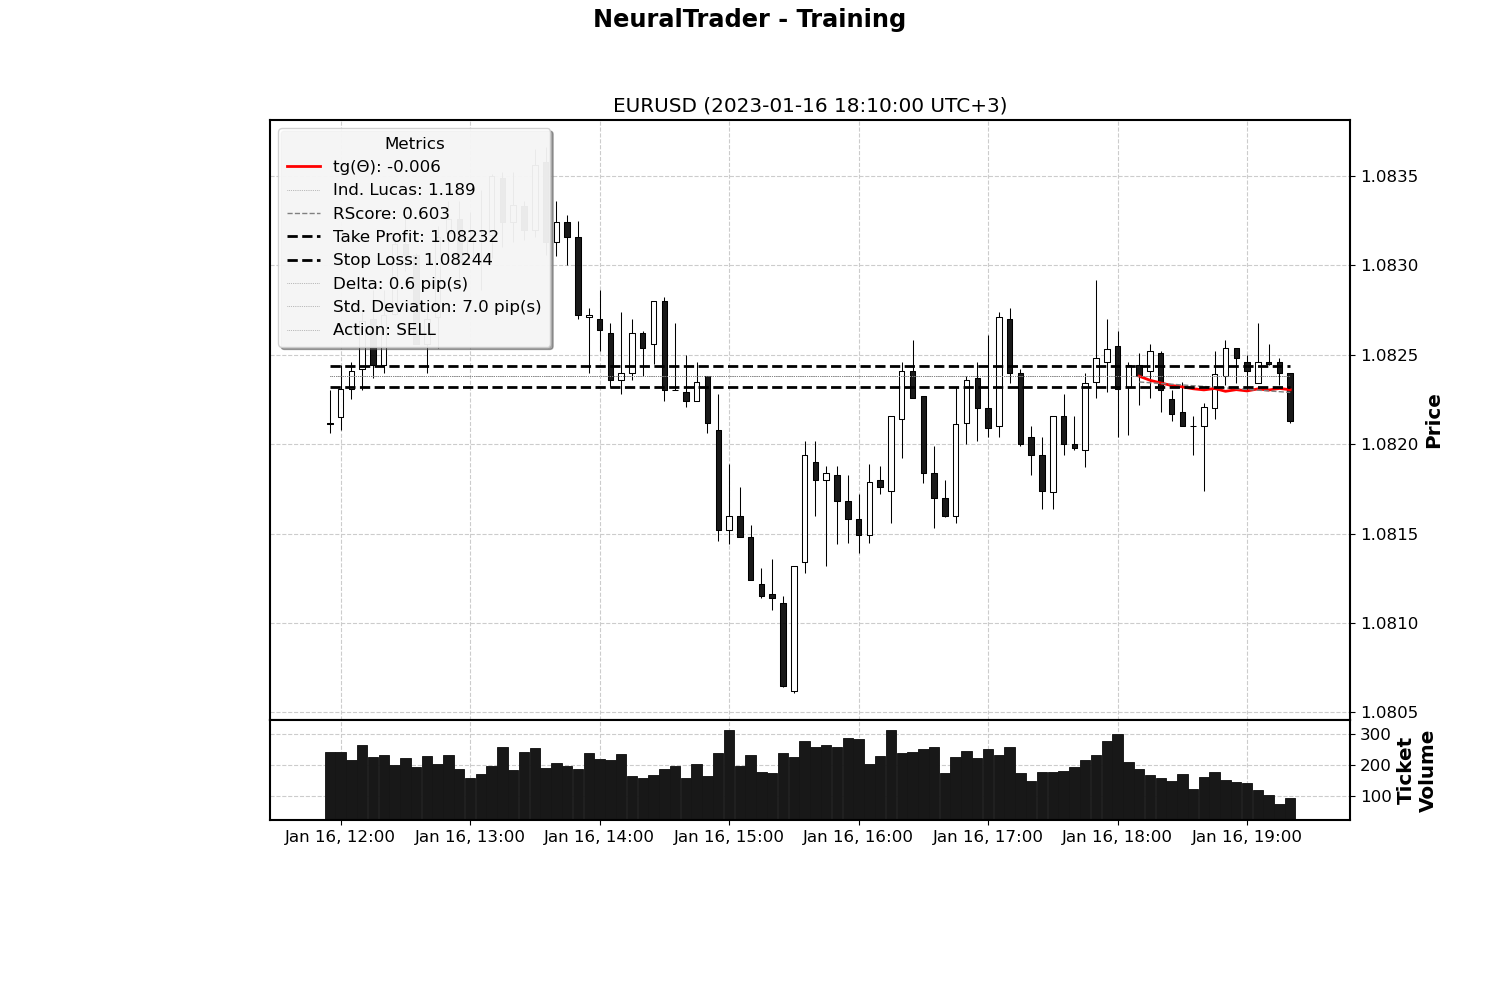 NeuralTrader - Training
EURUSD (2023-01-16 18:10:00 UTC+3)
Metrics
tg(Θ): -0.006
Ind. Lucas: 1.189
RScore: 0.603
Take Profit: 1.08232
Stop Loss: 1.08244
Delta: 0.6 pip(s)
Std. Deviation: 7.0 pip(s)
Action: SELL
1.0835
1.0830
1.0825
1.0820
1.0815
1.0810
1.0805
Price
300
200
100
Ticket
Volume
Jan 16, 12:00 Jan 16, 13:00 Jan 16, 14:00 Jan 16, 15:00 Jan 16, 16:00 Jan 16, 17:00 Jan 16, 18:00 Jan 16, 19:00